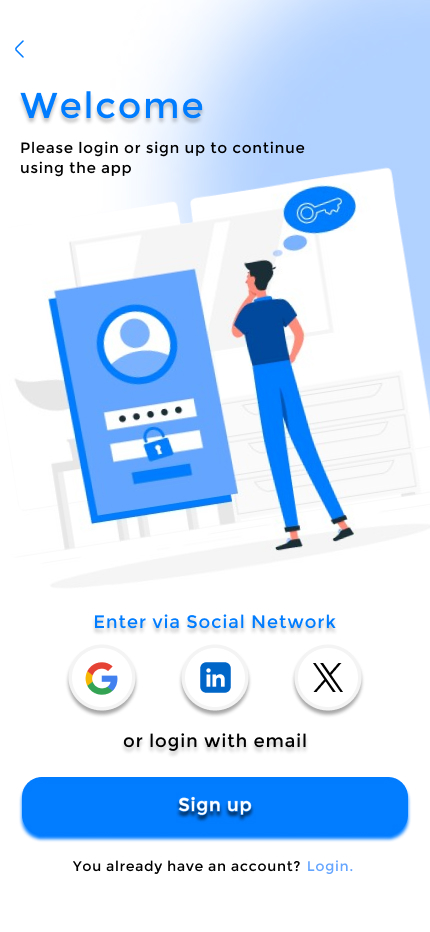 Welcome
Please login or sign up to continue
using the app
Enter via Social Network
G
in
X
or login with email
Sign up
You already have an account? Login.